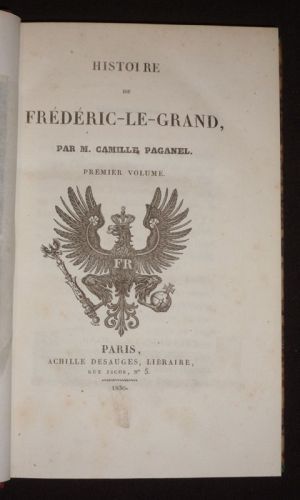 HISTOIRE
DE
FRÉDÉRIC-LE-GRAND,
PAR M. CAMILLE PAGANEL.
PREMIER VOLUME.
FR
PARIS,
ACHILLE DESAUGES, LIBRAIRE,
RUE JACOB, N° 5.
1830.